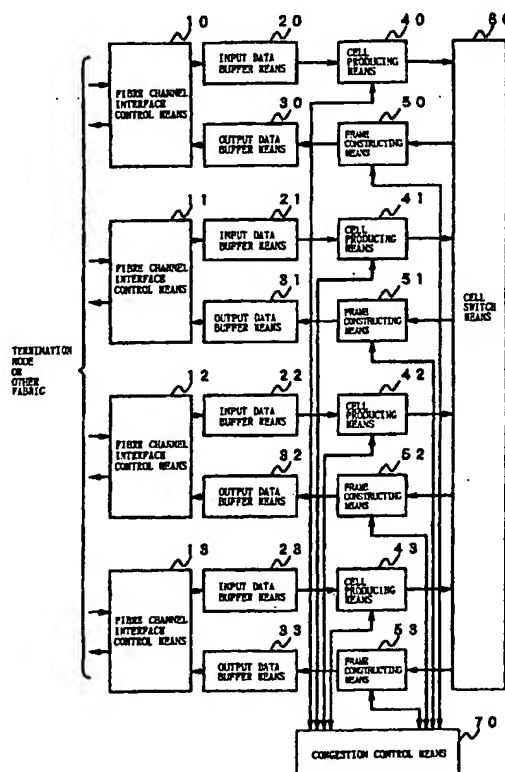 10
20
40
60
FIBRE CHANNEL
INTERFACE
CONTROL MEANS
INPUT DATA
BUFFER MEANS
CELL
PRODUCING
MEANS
30
50
OUTPUT DATA
BUFFER MEANS
FRAME
CONSTRUCTING
MEANS
11
21
41
FIBRE CHANNEL
INTERFACE
CONTROL MEANS
INPUT DATA
BUFFER MEANS
CELL
PRODUCING
MEANS
31
51
OUTPUT DATA
BUFFER MEANS
FRAME
CONSTRUCTING
MEANS
CELL
SWITCH
MEANS
TERMINATION
NODE
OR
OTHER
FABRIC
12
22
42
FIBRE CHANNEL
INTERFACE
CONTROL MEANS
INPUT DATA
BUFFER MEANS
CELL
PRODUCING
MEANS
32
52
OUTPUT DATA
BUFFER MEANS
FRAME
CONSTRUCTING
MEANS
13
23
43
FIBRE CHANNEL
INTERFACE
CONTROL MEANS
INPUT DATA
BUFFER MEANS
CELL
PRODUCING
MEANS
33
53
OUTPUT DATA
BUFFER MEANS
FRAME
CONSTRUCTING
MEANS
70
CONGESTION CONTROL MEANS